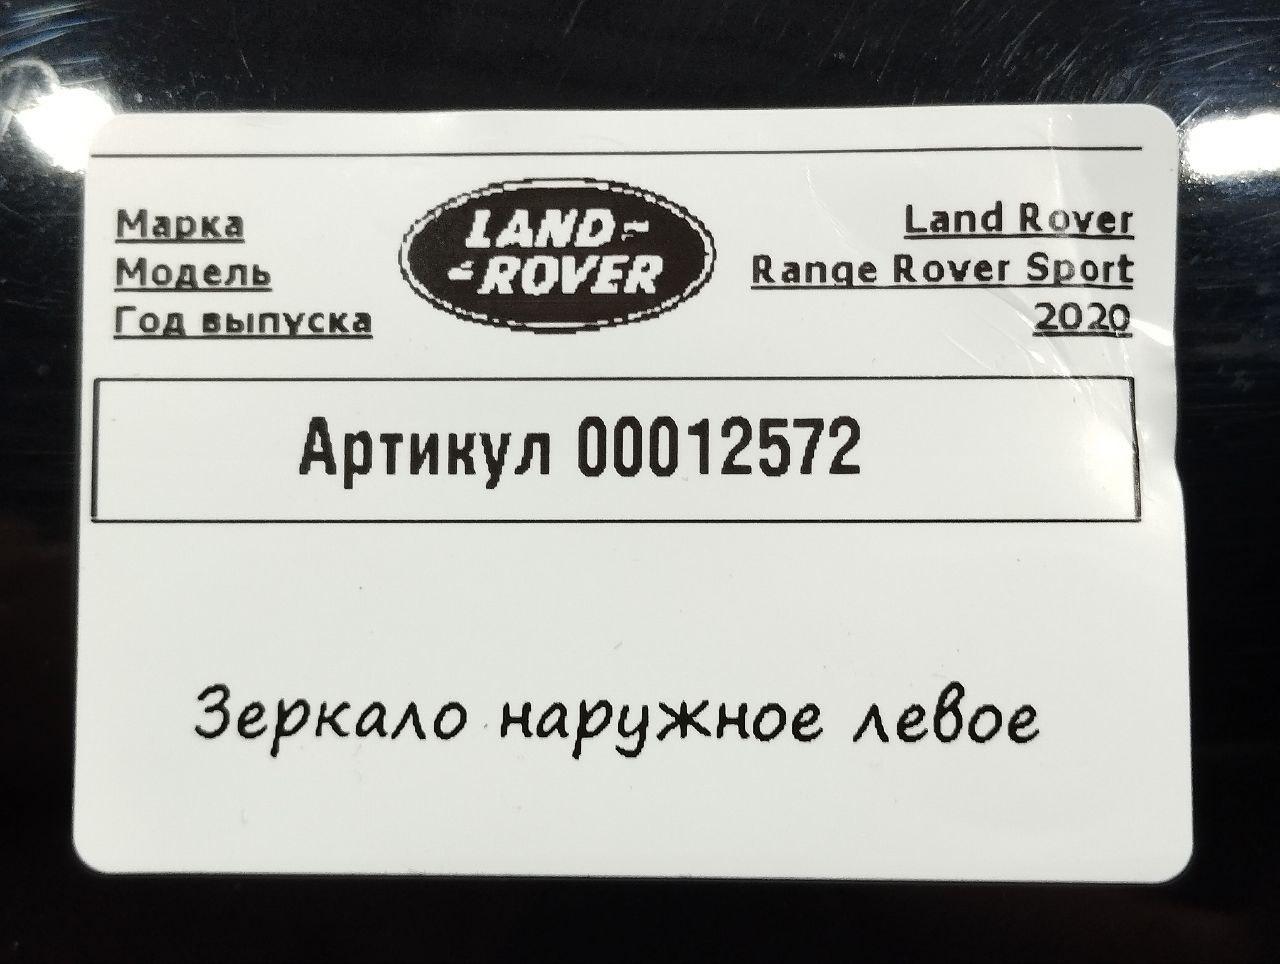 Марка
Модель
Год выпуска
LAND-
-ROVER
Land Rover
Range Rover Sport
2020
Артикул 00012572
Зеркало наружное левое